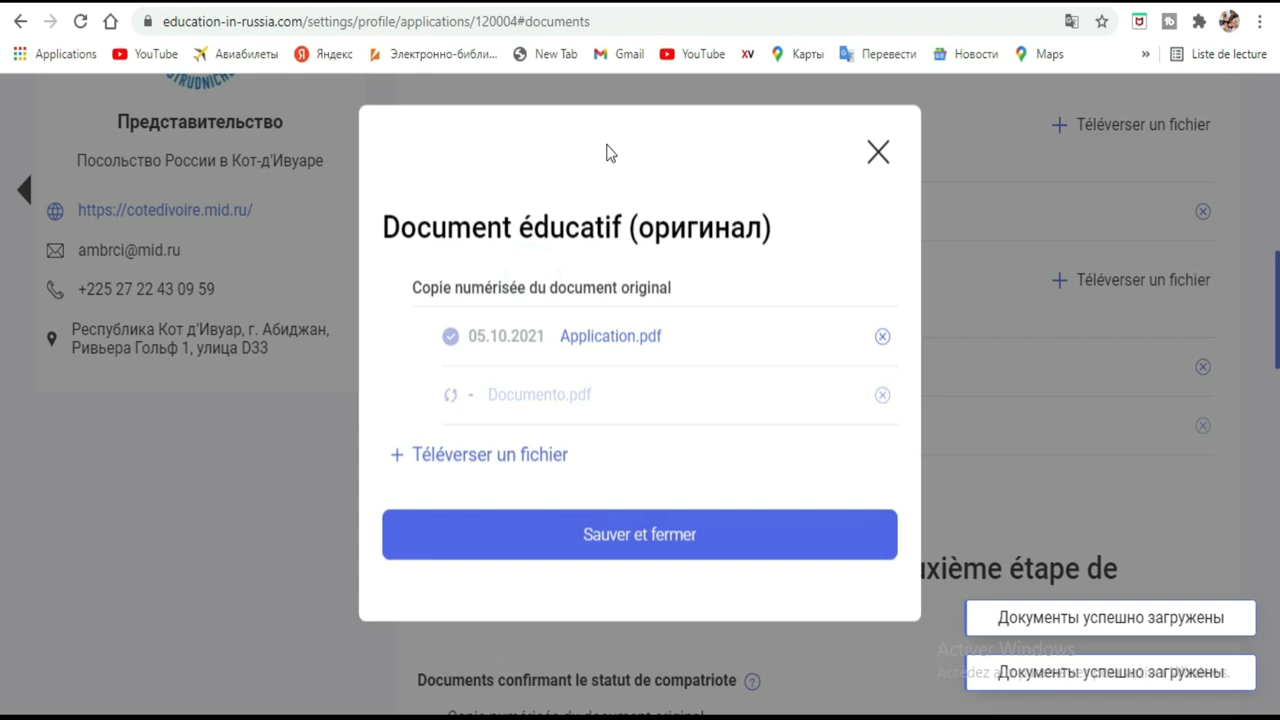 education-in-russia.com/settings/profile/applications/120004#documents
Applications YouTube Авиабилеты Яндекс Электронно-библи... New Tab Gmail YouTube XV Карты Перевести Новости Maps » Liste de lecture
TRUDNICH
Представительство
Посольство России в Кот-д'Ивуаре
https://cotedivoire.mid.ru/
ambrci@mid.ru
+225 27 22 43 09 59
Республика Кот д'Ивуар, г. Абиджан,
Ривьера Гольф 1, улица D33
Document éducatif (оригинал)
Copie numérisée du document original
05.10.2021 Application.pdf
- Documento.pdf
+ Téléverser un fichier
Sauver et fermer
+ Téléverser un fichier
+ Téléverser un fichier
uxième étape de
Документы успешно загружены
Activer Windows
Документы успешно загружены
Documents confirmant le statut de compatriote ?
Copie numérisée du document original